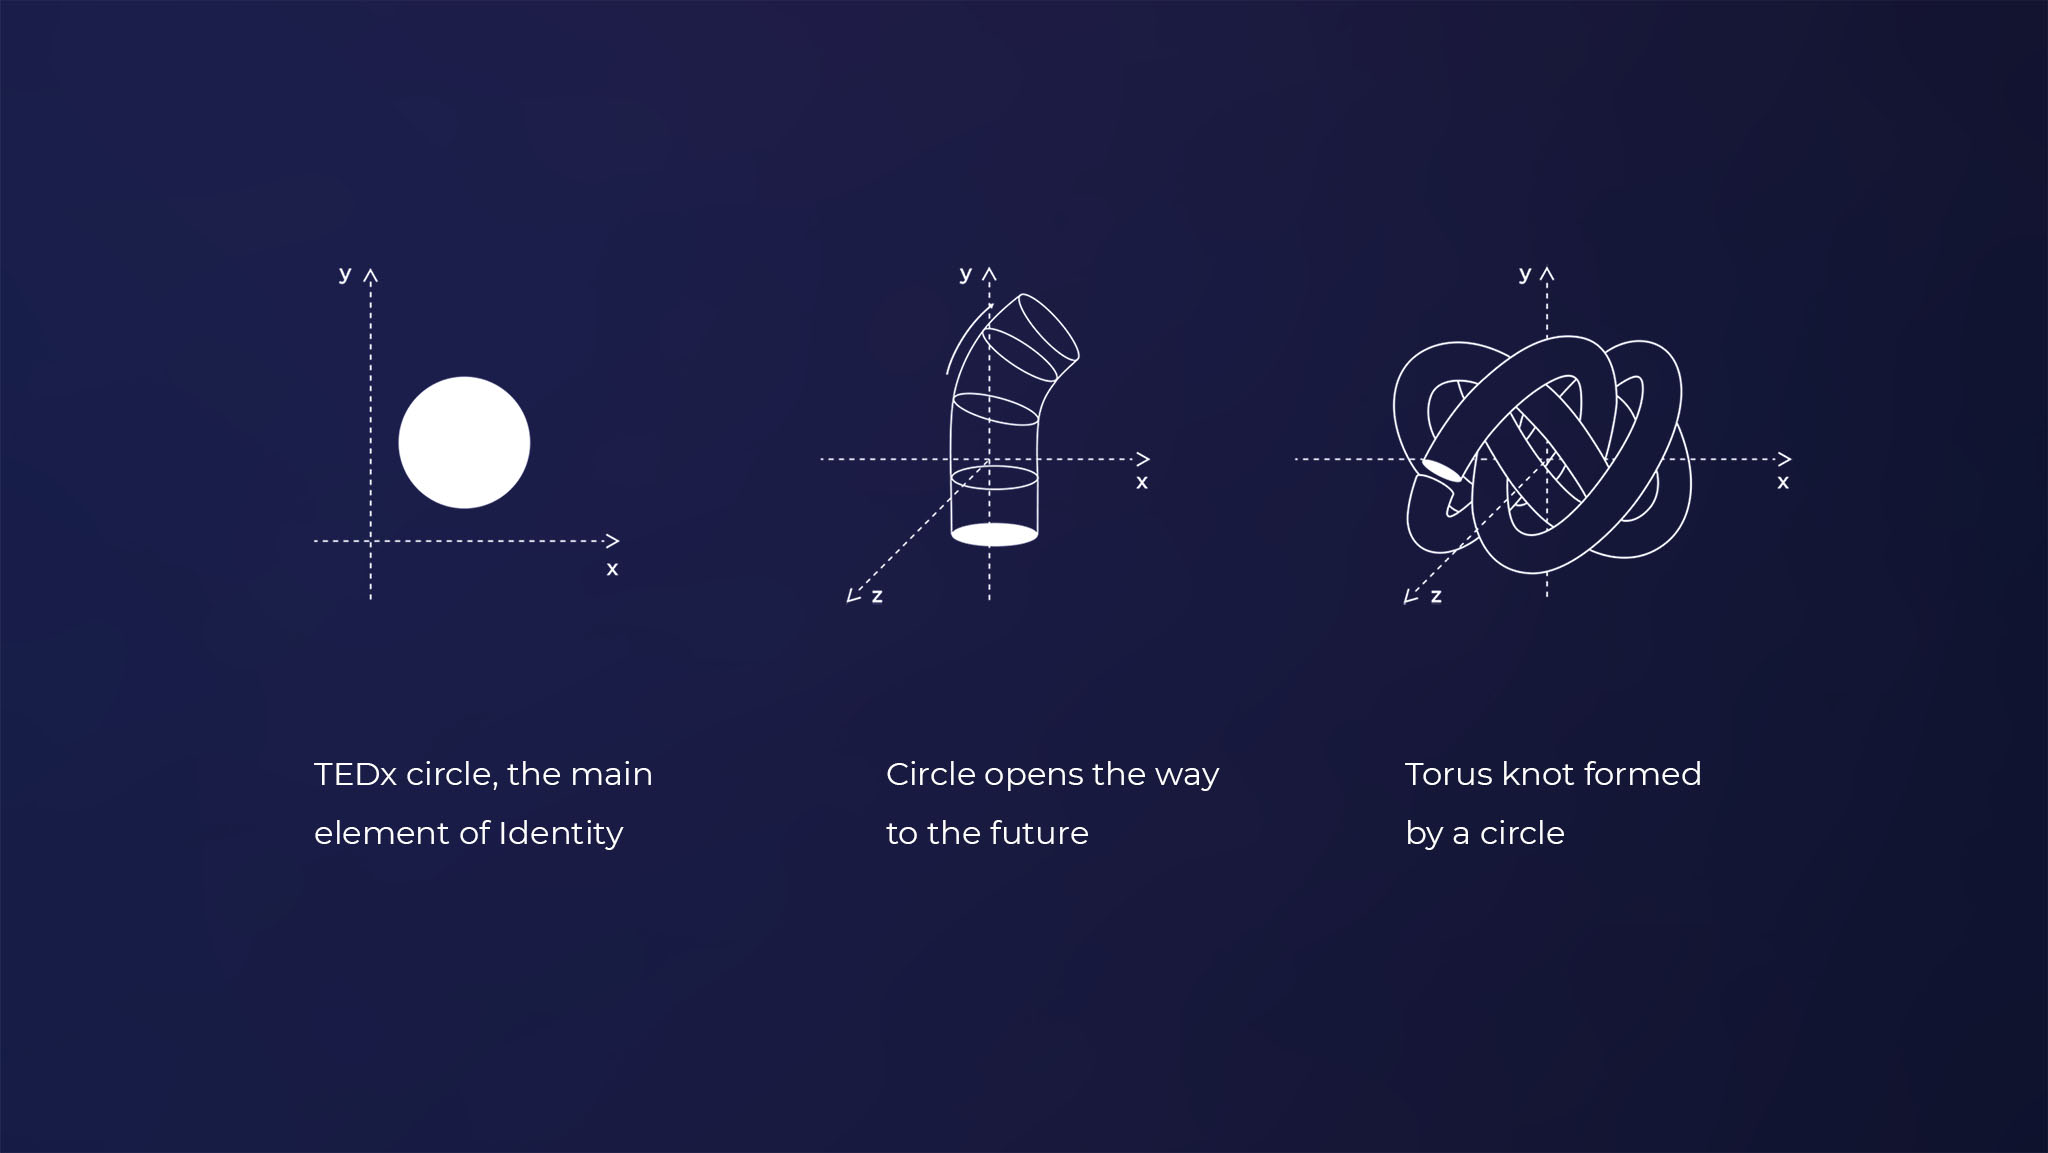 y
x
y
x
z
y
x
z
TEDx circle, the main
element of Identity
Circle opens the way
to the future
Torus knot formed
by a circle